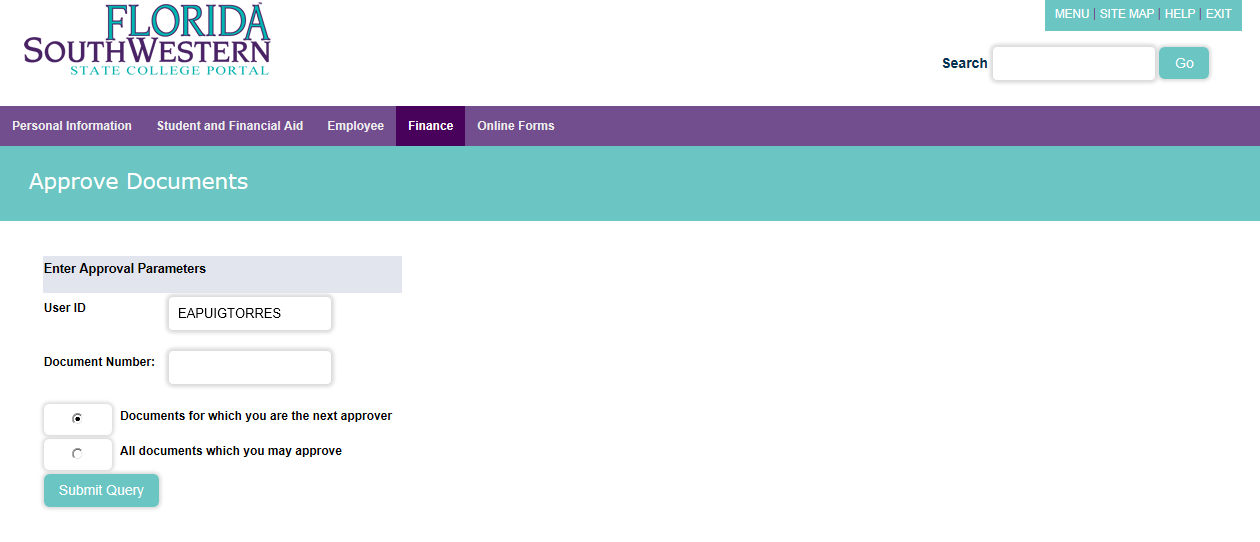 FLORIDA
SOUTHWESTERN
STATE COLLEGE PORTAL
MENU | SITE MAP | HELP | EXIT
Search
Go
Personal Information Student and Financial Aid Employee Finance Online Forms
Approve Documents
Enter Approval Parameters
User ID EAPUIGTORRES
Document Number:
Documents for which you are the next approver
All documents which you may approve
Submit Query